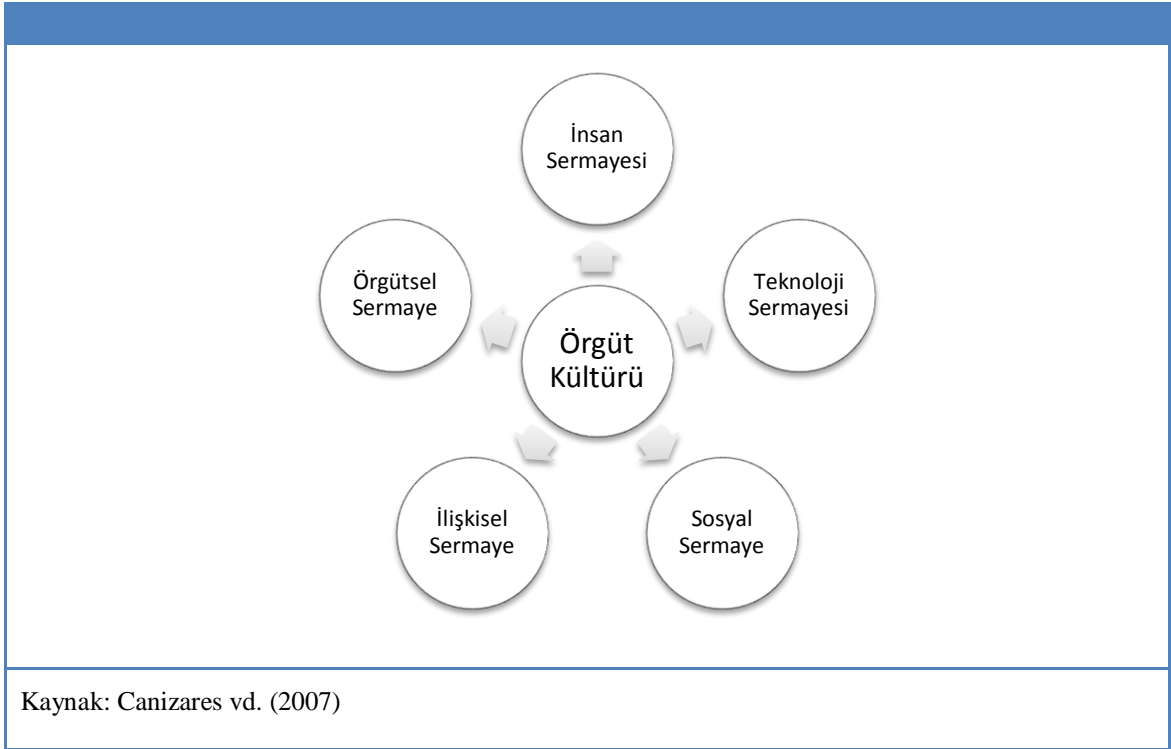 İnsan
Sermayesi
Örgütsel
Sermaye
Teknoloji
Sermayesi
Örgüt
Kültürü
İlişkisel
Sermaye
Sosyal
Sermaye
Kaynak: Canizares vd. (2007)